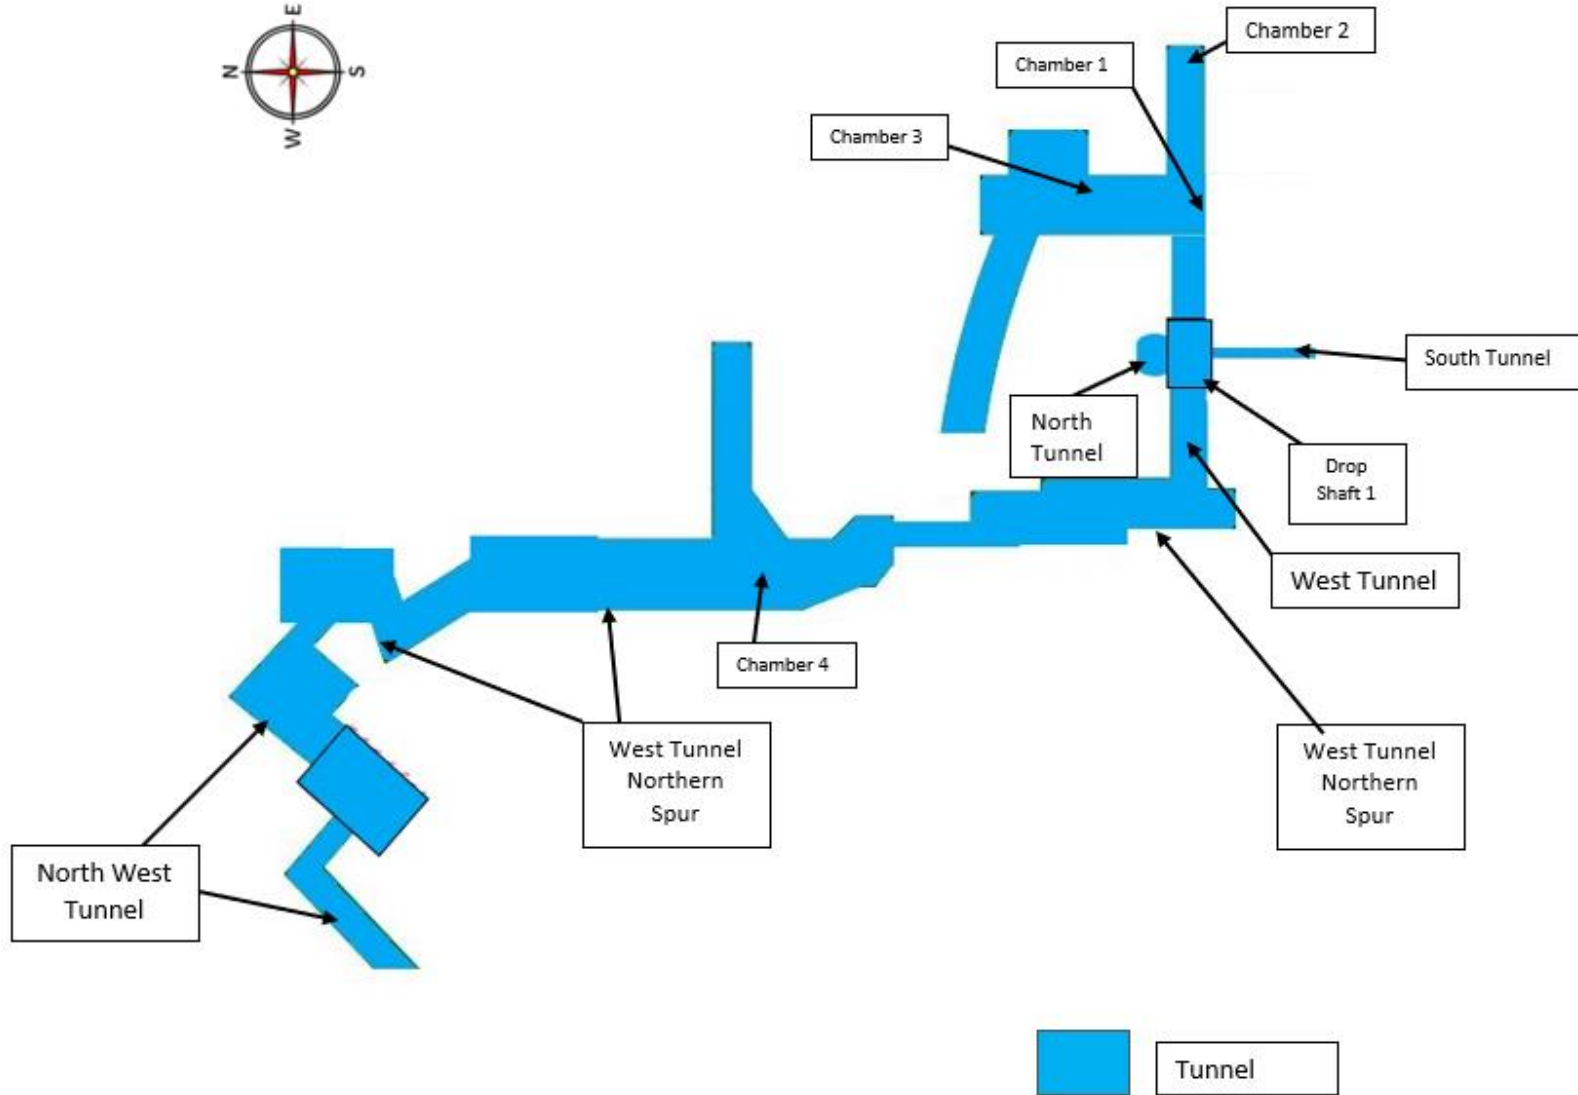 E
N
S
W
Chamber 2
Chamber 1
Chamber 3
South Tunnel
North
Tunnel
Drop
Shaft 1
West Tunnel
Chamber 4
West Tunnel
Northern
Spur
West Tunnel
Northern
Spur
North West
Tunnel
Tunnel